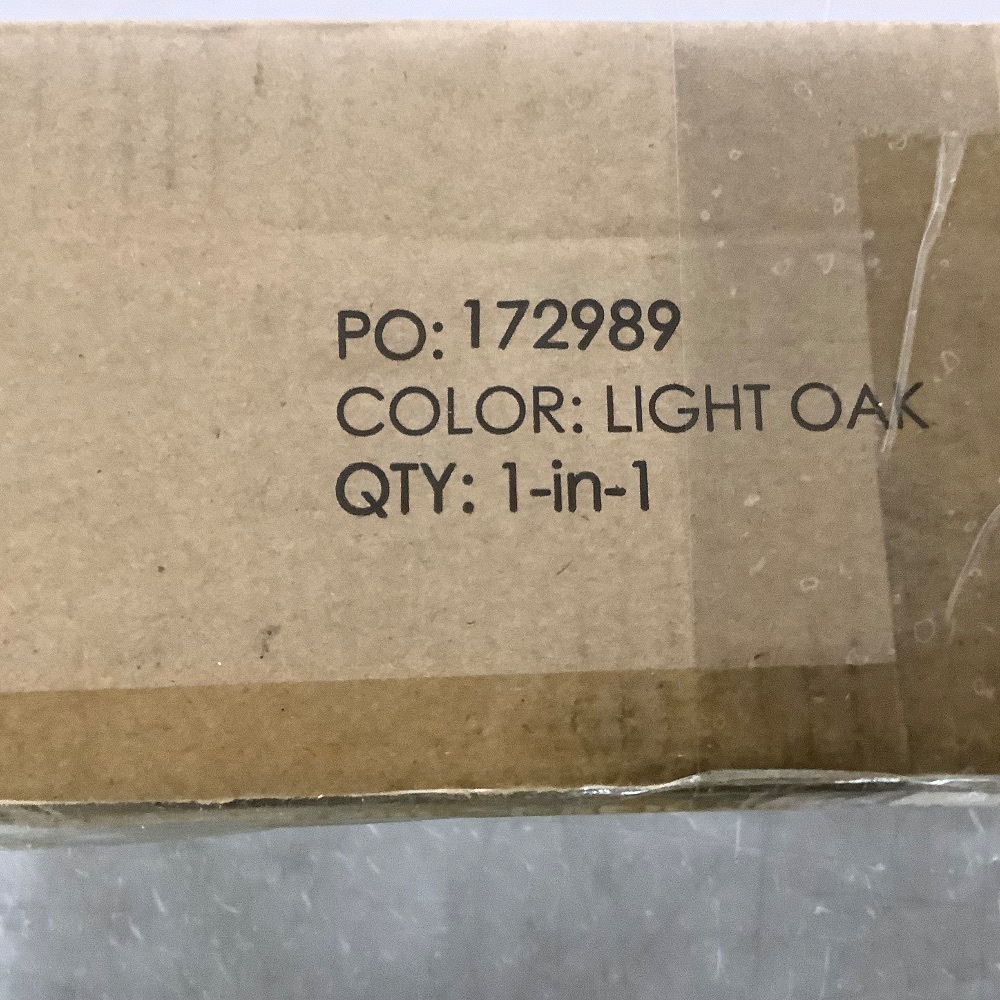 PO: 172989
COLOR: LIGHT OAK
QTY: 1-in-1